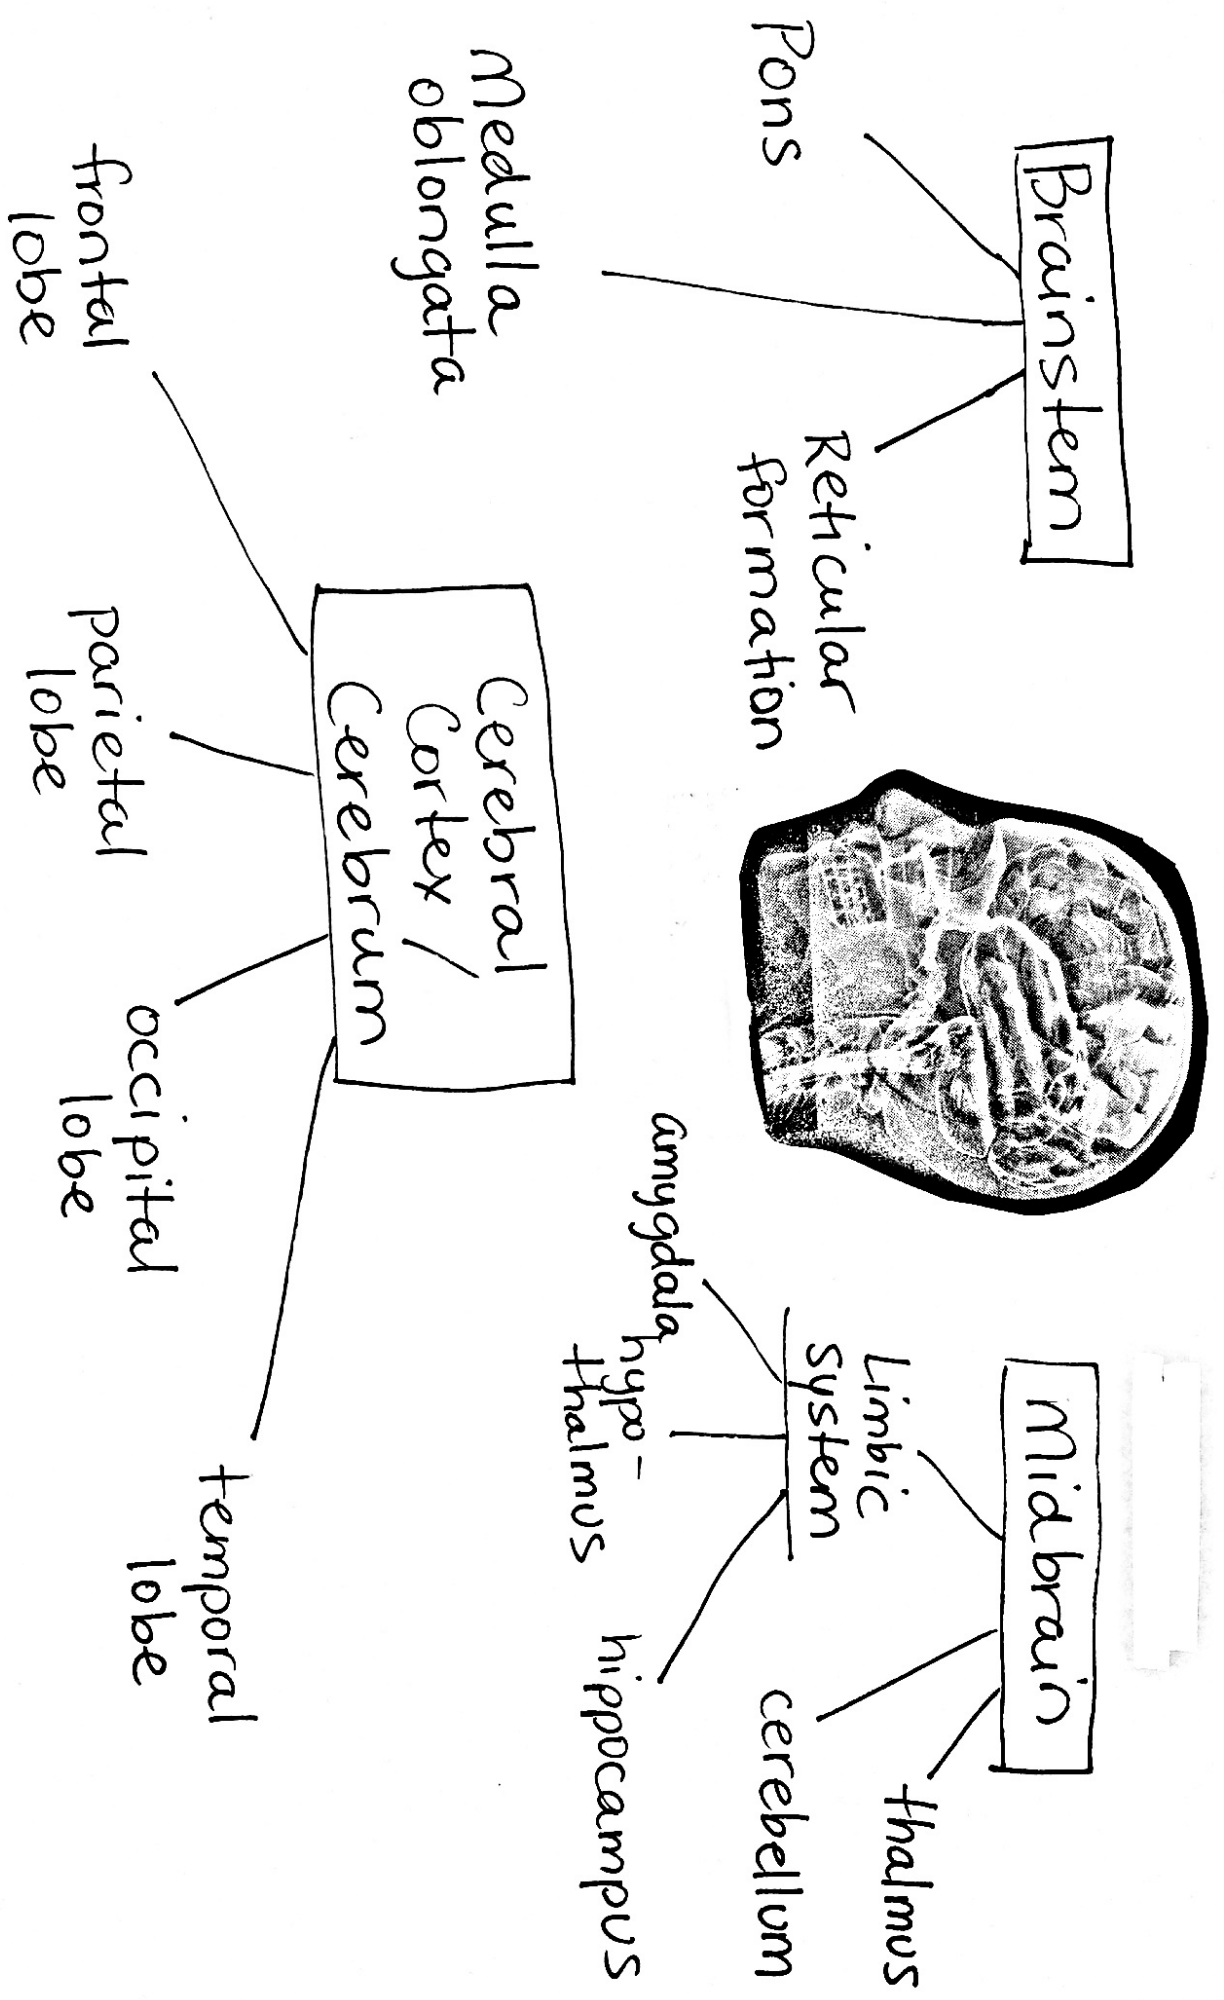 Brainstem
Pons
Medulla
oblongata
Reticular
formation
Midbrain
Limbic
System
amygdala
hypo-
thalmus
hippocampus
cerebellum
thalmus
Cerebral
Cortex /
Cerebrum
frontal
lobe
parietal
lobe
occipital
lobe
temporal
lobe